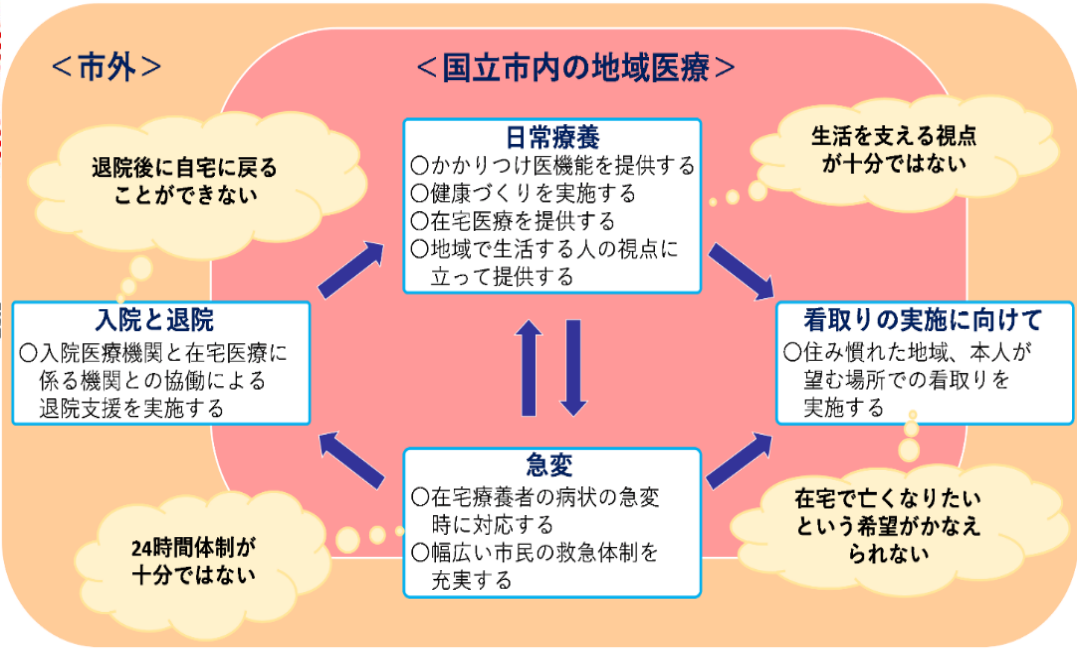 ＜市外＞
＜国立市内の地域医療＞
退院後に自宅に戻る
ことができない
日常療養
○かかりつけ医機能を提供する
○健康づくりを実施する
○在宅医療を提供する
○地域で生活する人の視点に
立って提供する
生活を支える視点
が十分ではない
入院と退院
○入院医療機関と在宅医療に
係る機関との協働による
退院支援を実施する
看取りの実施に向けて
○住み慣れた地域、本人が
望む場所での看取りを
実施する
24時間体制が
十分ではない
急変
○在宅療養者の病状の急変
時に対応する
○幅広い市民の救急体制を
充実する
在宅で亡くなりたい
という希望がかなえ
られない